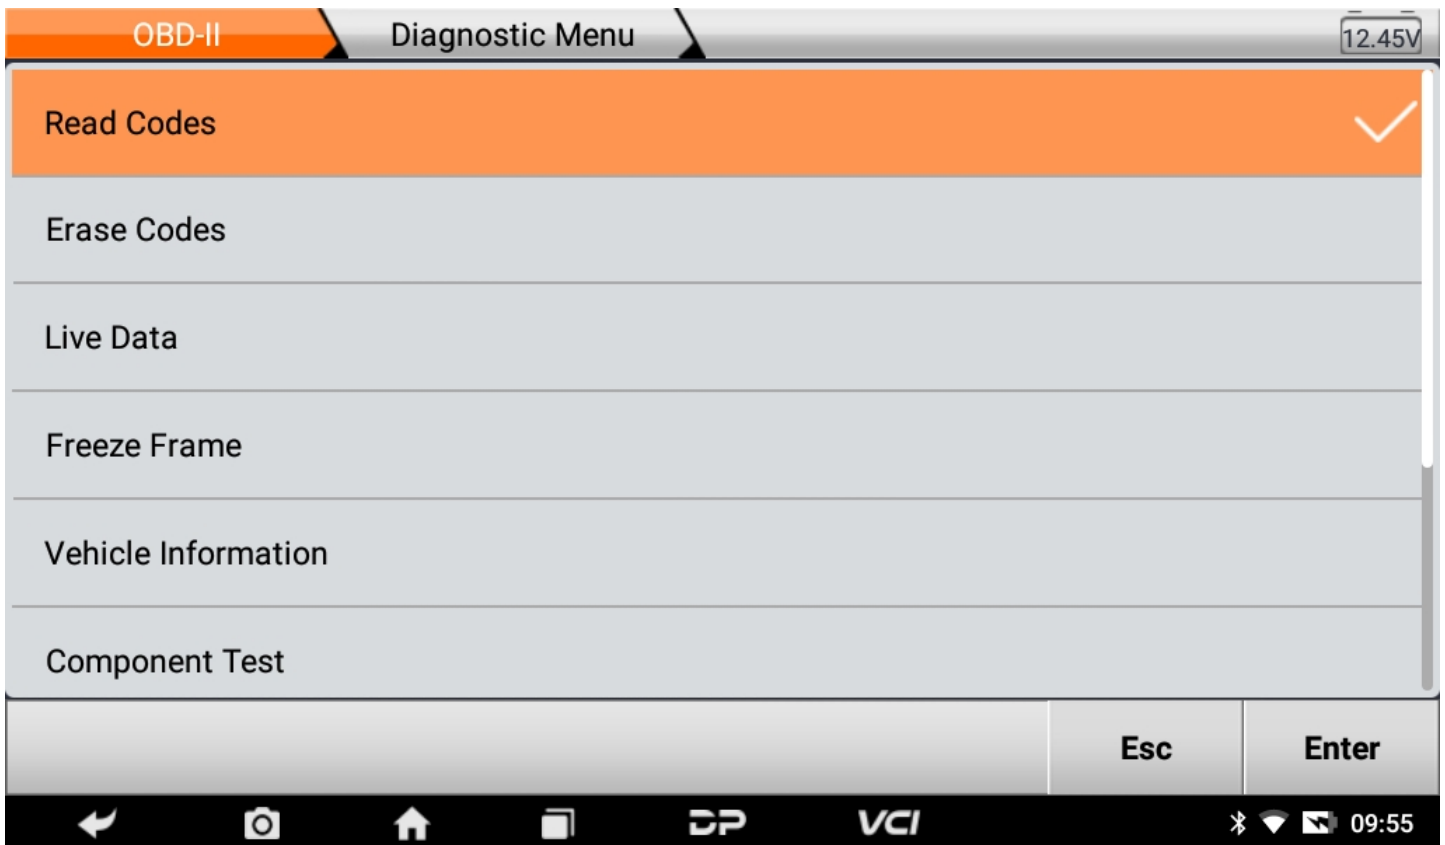 OBD-II Diagnostic Menu 12.45V
Read Codes
Erase Codes
Live Data
Freeze Frame
Vehicle Information
Component Test
Esc Enter
DP VCI 09:55